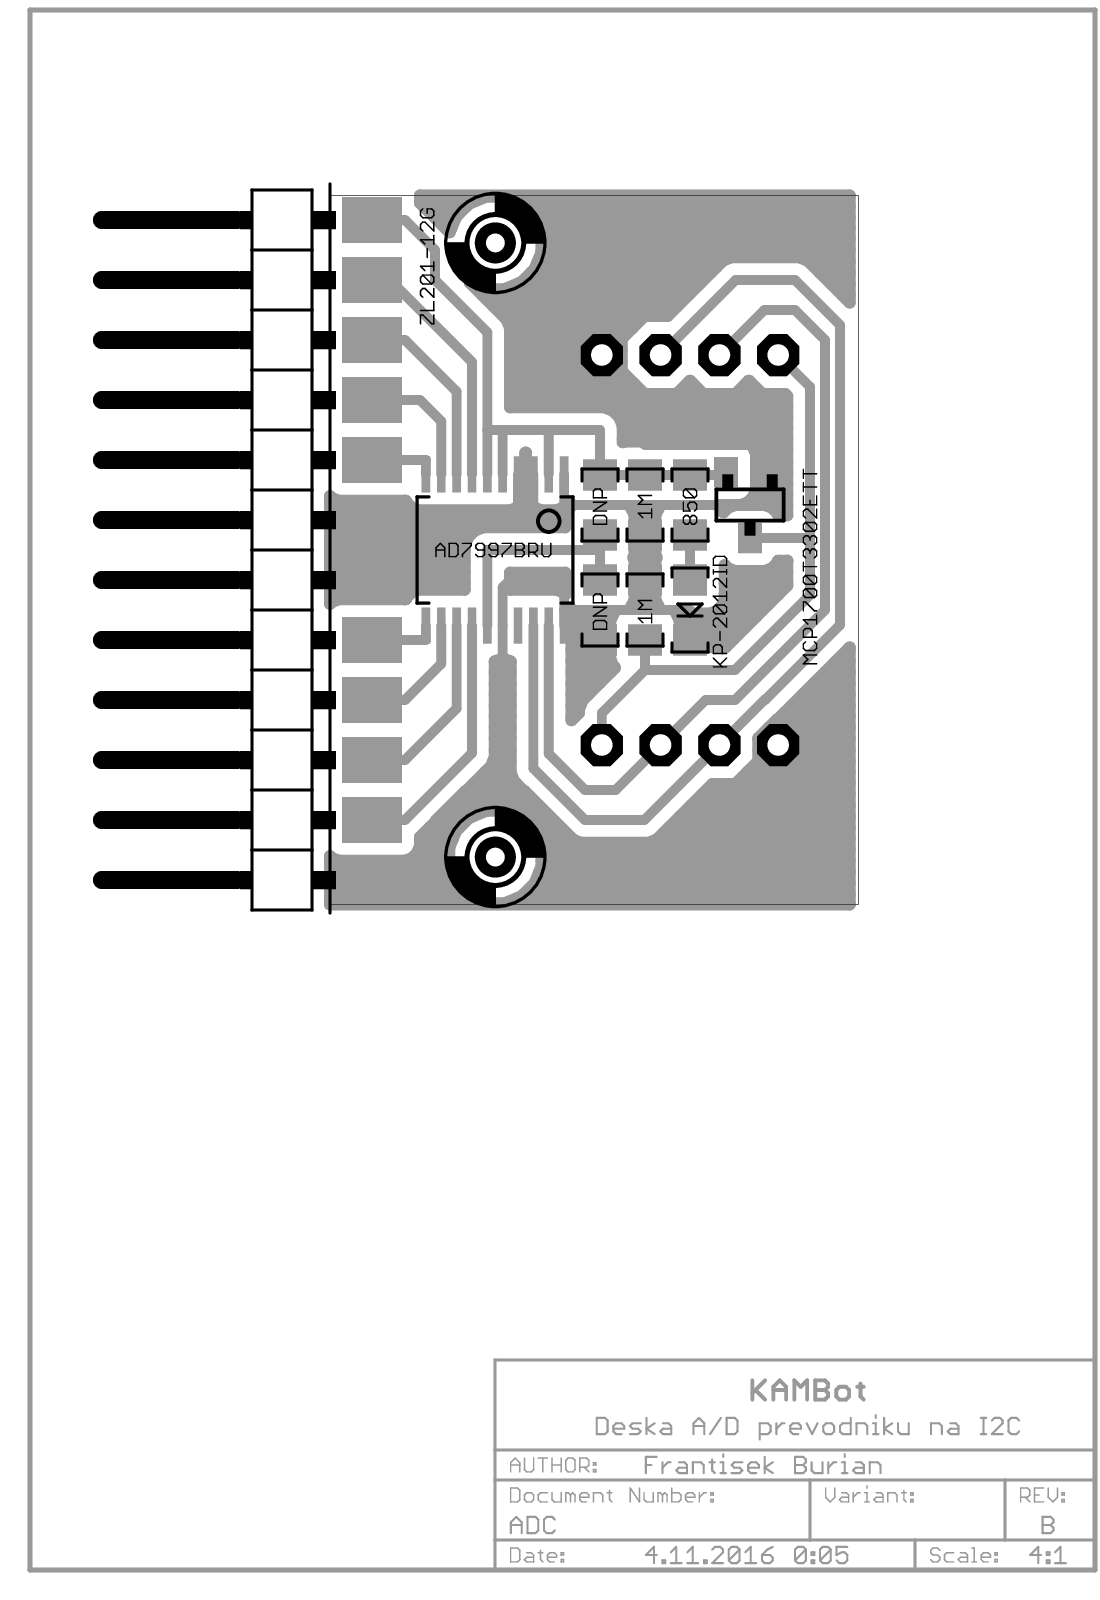 ZL201-12G
DNP
1M
850
AD7997BRU
MCP1700T3302ETT
DNP
1M
KP-2012ID
KAMBot
Deska A/D prevodniku na I2C
AUTHOR: Frantisek Burian
Document Number: Variant: REV:
ADC B
Date: 4.11.2016 0:05 Scale: 4:1